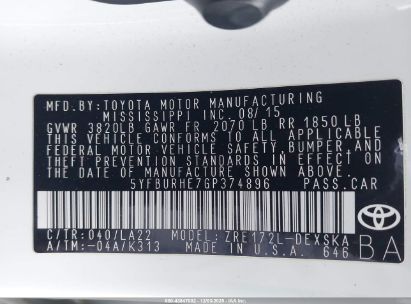 MFD.BY:TOYOTA MOTOR MANUFACTURING
MISSISSIPPI INC. 08/15
GVWR 3820LB GAWR FR 2070 LB RR 1850 LB
THIS VEHICLE CONFORMS TO ALL APPLICABLE
FEDERAL MOTOR VEHICLE SAFETY, BUMPER, AND
THEFT PREVENTION STANDARDS IN EFFECT ON THE
DATE OF MANUFACTURE SHOWN ABOVE.
5YFBURHE7GP374896 PASS.CAR
C/TR: 040/LA22 ZRE172L-DEXSKA
A/TM: -04A/K313 MADE IN U.S.A. 646
TOYOTA
BA